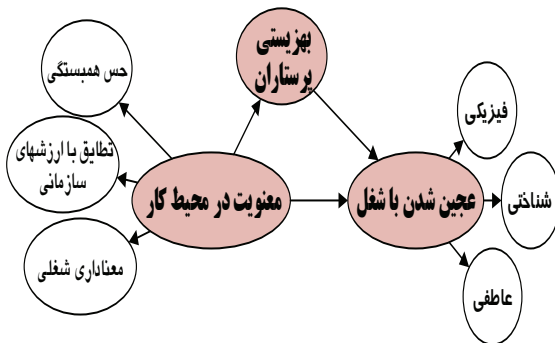 بهزیستی
پرستاران
حس همبستگی
فیزیکی
تطابق با ارزشهای
سازمانی
معنویت در محیط کار
عجین شدن با شغل
شناختی
معناداری شغلی
عاطفی